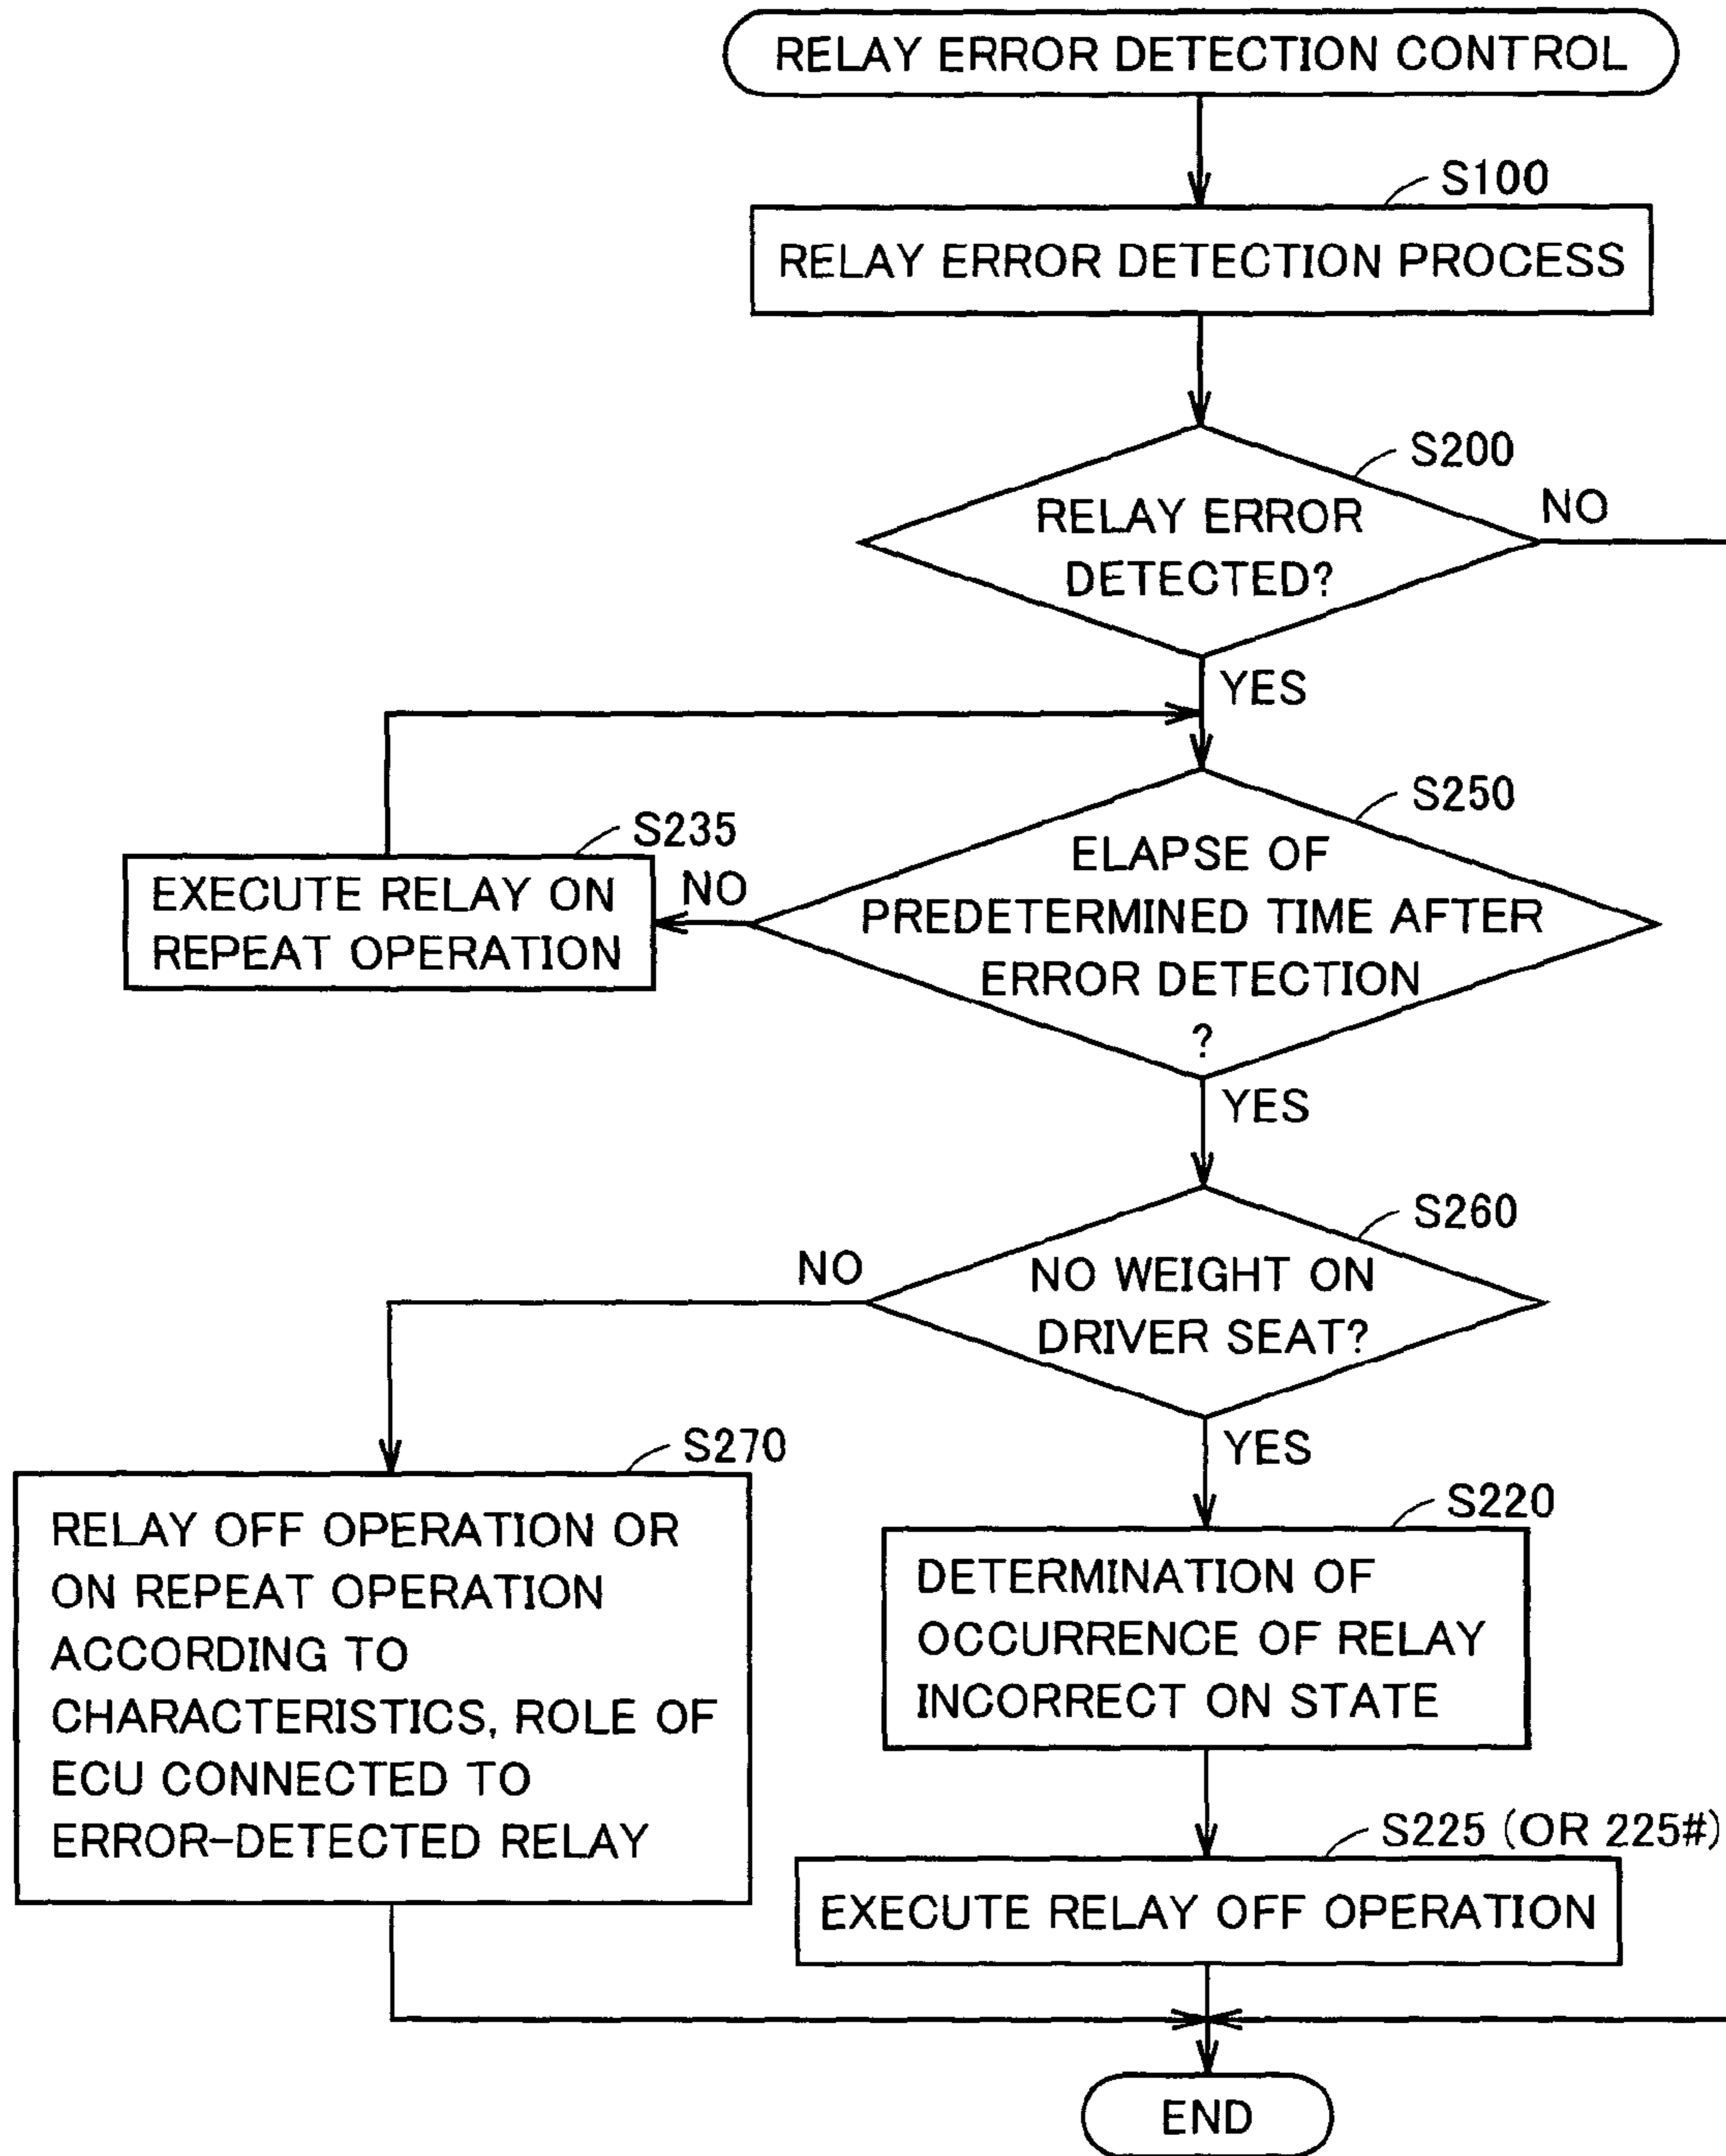 RELAY ERROR DETECTION CONTROL
S100
RELAY ERROR DETECTION PROCESS
S200
RELAY ERROR
DETECTED?
NO
YES
S250
ELAPSE OF
PREDETERMINED TIME AFTER
ERROR DETECTION
?
NO
S235
EXECUTE RELAY ON
REPEAT OPERATION
YES
S260
NO WEIGHT ON
DRIVER SEAT?
NO
YES
S270
RELAY OFF OPERATION OR
ON REPEAT OPERATION
ACCORDING TO
CHARACTERISTICS, ROLE OF
ECU CONNECTED TO
ERROR-DETECTED RELAY
S220
DETERMINATION OF
OCCURRENCE OF RELAY
INCORRECT ON STATE
S225 (OR 225#)
EXECUTE RELAY OFF OPERATION
END